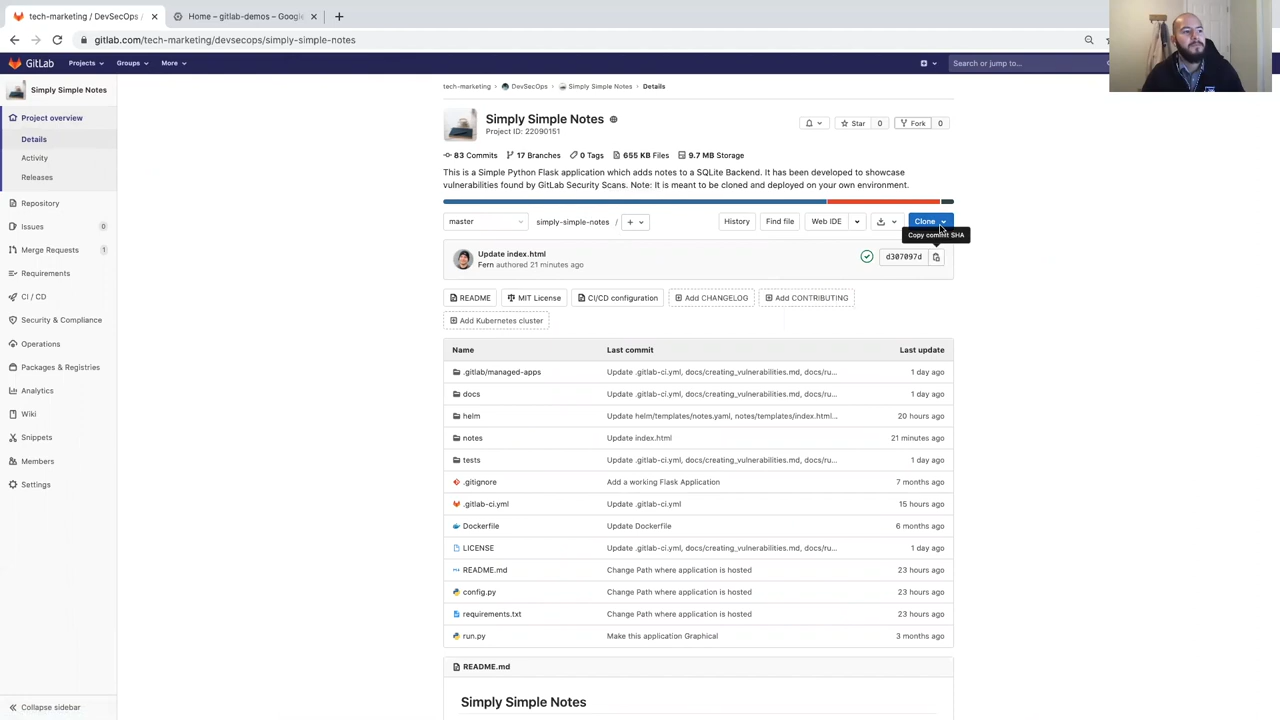 tech-marketing / DevSecOps /
Home – gitlab-demos – Google
gitlab.com/tech-marketing/devsecops/simply-simple-notes
GitLab
Projects
Groups
More
Search or jump to...
Simply Simple Notes
Project overview
Details
Activity
Releases
Repository
Issues 0
Merge Requests 1
Requirements
CI / CD
Security & Compliance
Operations
Packages & Registries
Analytics
Wiki
Snippets
Members
Settings
Collapse sidebar
tech-marketing > DevSecOps > Simply Simple Notes > Details
Simply Simple Notes
Project ID: 22090151
Star 0
Fork 0
83 Commits 17 Branches 0 Tags 655 KB Files 9.7 MB Storage
This is a Simple Python Flask application which adds notes to a SQLite Backend. It has been developed to showcase
vulnerabilities found by GitLab Security Scans. Note: It is meant to be cloned and deployed on your own environment.
master
simply-simple-notes / +
History
Find file
Web IDE
Clone
Copy commit SHA
Update index.html
Fern authored 21 minutes ago
d307097d
README
MIT License
CI/CD configuration
Add CHANGELOG
Add CONTRIBUTING
Add Kubernetes cluster
Name Last commit Last update
.gitlab/managed-apps Update .gitlab-ci.yml, docs/creating_vulnerabilities.md, docs/ru... 1 day ago
docs Update .gitlab-ci.yml, docs/creating_vulnerabilities.md, docs/ru... 1 day ago
helm Update helm/templates/notes.yaml, notes/templates/index.html... 20 hours ago
notes Update index.html 21 minutes ago
tests Update .gitlab-ci.yml, docs/creating_vulnerabilities.md, docs/ru... 1 day ago
.gitignore Add a working Flask Application 7 months ago
.gitlab-ci.yml Update .gitlab-ci.yml 15 hours ago
Dockerfile Update Dockerfile 6 months ago
LICENSE Update .gitlab-ci.yml, docs/creating_vulnerabilities.md, docs/ru... 1 day ago
README.md Change Path where application is hosted 23 hours ago
config.py Change Path where application is hosted 23 hours ago
requirements.txt Change Path where application is hosted 23 hours ago
run.py Make this application Graphical 3 months ago
README.md
Simply Simple Notes